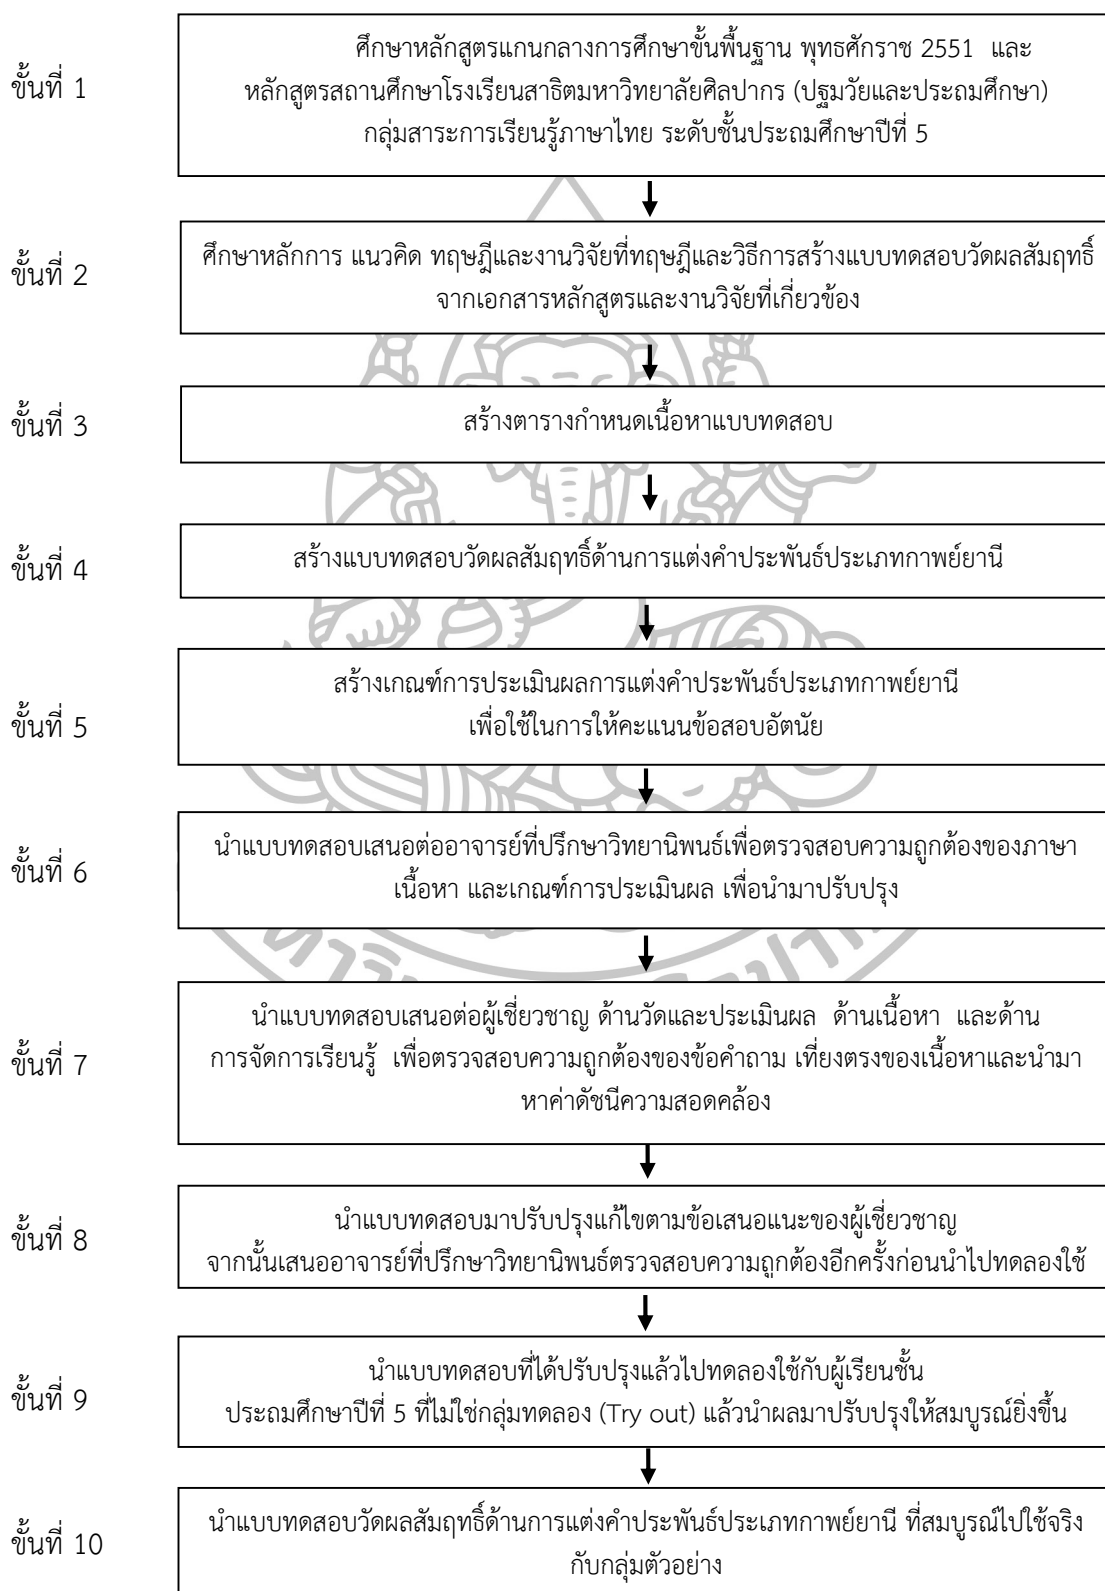 ขั้นที่ 1
ศึกษาหลักสูตรแกนกลางการศึกษาขั้นพื้นฐาน พุทธศักราช 2551 และ
หลักสูตรสถานศึกษาโรงเรียนสาธิตมหาวิทยาลัยศิลปากร (ปฐมวัยและประถมศึกษา)
กลุ่มสาระการเรียนรู้ภาษาไทย ระดับชั้นประถมศึกษาปีที่ 5
ขั้นที่ 2
ศึกษาหลักการ แนวคิด ทฤษฎีและงานวิจัยที่ทฤษฎีและวิธีการสร้างแบบทดสอบวัดผลสัมฤทธิ์
จากเอกสารหลักสูตรและงานวิจัยที่เกี่ยวข้อง
ขั้นที่ 3
สร้างตารางกำหนดเนื้อหาแบบทดสอบ
ขั้นที่ 4
สร้างแบบทดสอบวัดผลสัมฤทธิ์ด้านการแต่งคำประพันธ์ประเภทกาพย์ยานี
ขั้นที่ 5
สร้างเกณฑ์การประเมินผลการแต่งคำประพันธ์ประเภทกาพย์ยานี
เพื่อใช้ในการให้คะแนนข้อสอบอัตนัย
ขั้นที่ 6
นำแบบทดสอบเสนอต่ออาจารย์ที่ปรึกษาวิทยานิพนธ์เพื่อตรวจสอบความถูกต้องของภาษา
เนื้อหา และเกณฑ์การประเมินผล เพื่อนำมาปรับปรุง
ขั้นที่ 7
นำแบบทดสอบเสนอต่อผู้เชี่ยวชาญ ด้านวัดและประเมินผล ด้านเนื้อหา และด้าน
การจัดการเรียนรู้ เพื่อตรวจสอบความถูกต้องของข้อคำถาม เที่ยงตรงของเนื้อหาและนำมา
หาค่าดัชนีความสอดคล้อง
ขั้นที่ 8
นำแบบทดสอบมาปรับปรุงแก้ไขตามข้อเสนอแนะของผู้เชี่ยวชาญ
จากนั้นเสนออาจารย์ที่ปรึกษาวิทยานิพนธ์ตรวจสอบความถูกต้องอีกครั้งก่อนนำไปทดลองใช้
ขั้นที่ 9
นำแบบทดสอบที่ได้ปรับปรุงแล้วไปทดลองใช้กับผู้เรียนชั้น
ประถมศึกษาปีที่ 5 ที่ไม่ใช่กลุ่มทดลอง (Try out) แล้วนำผลมาปรับปรุงให้สมบูรณ์ยิ่งขึ้น
ขั้นที่ 10
นำแบบทดสอบวัดผลสัมฤทธิ์ด้านการแต่งคำประพันธ์ประเภทกาพย์ยานี ที่สมบูรณ์ไปใช้จริง
กับกลุ่มตัวอย่าง